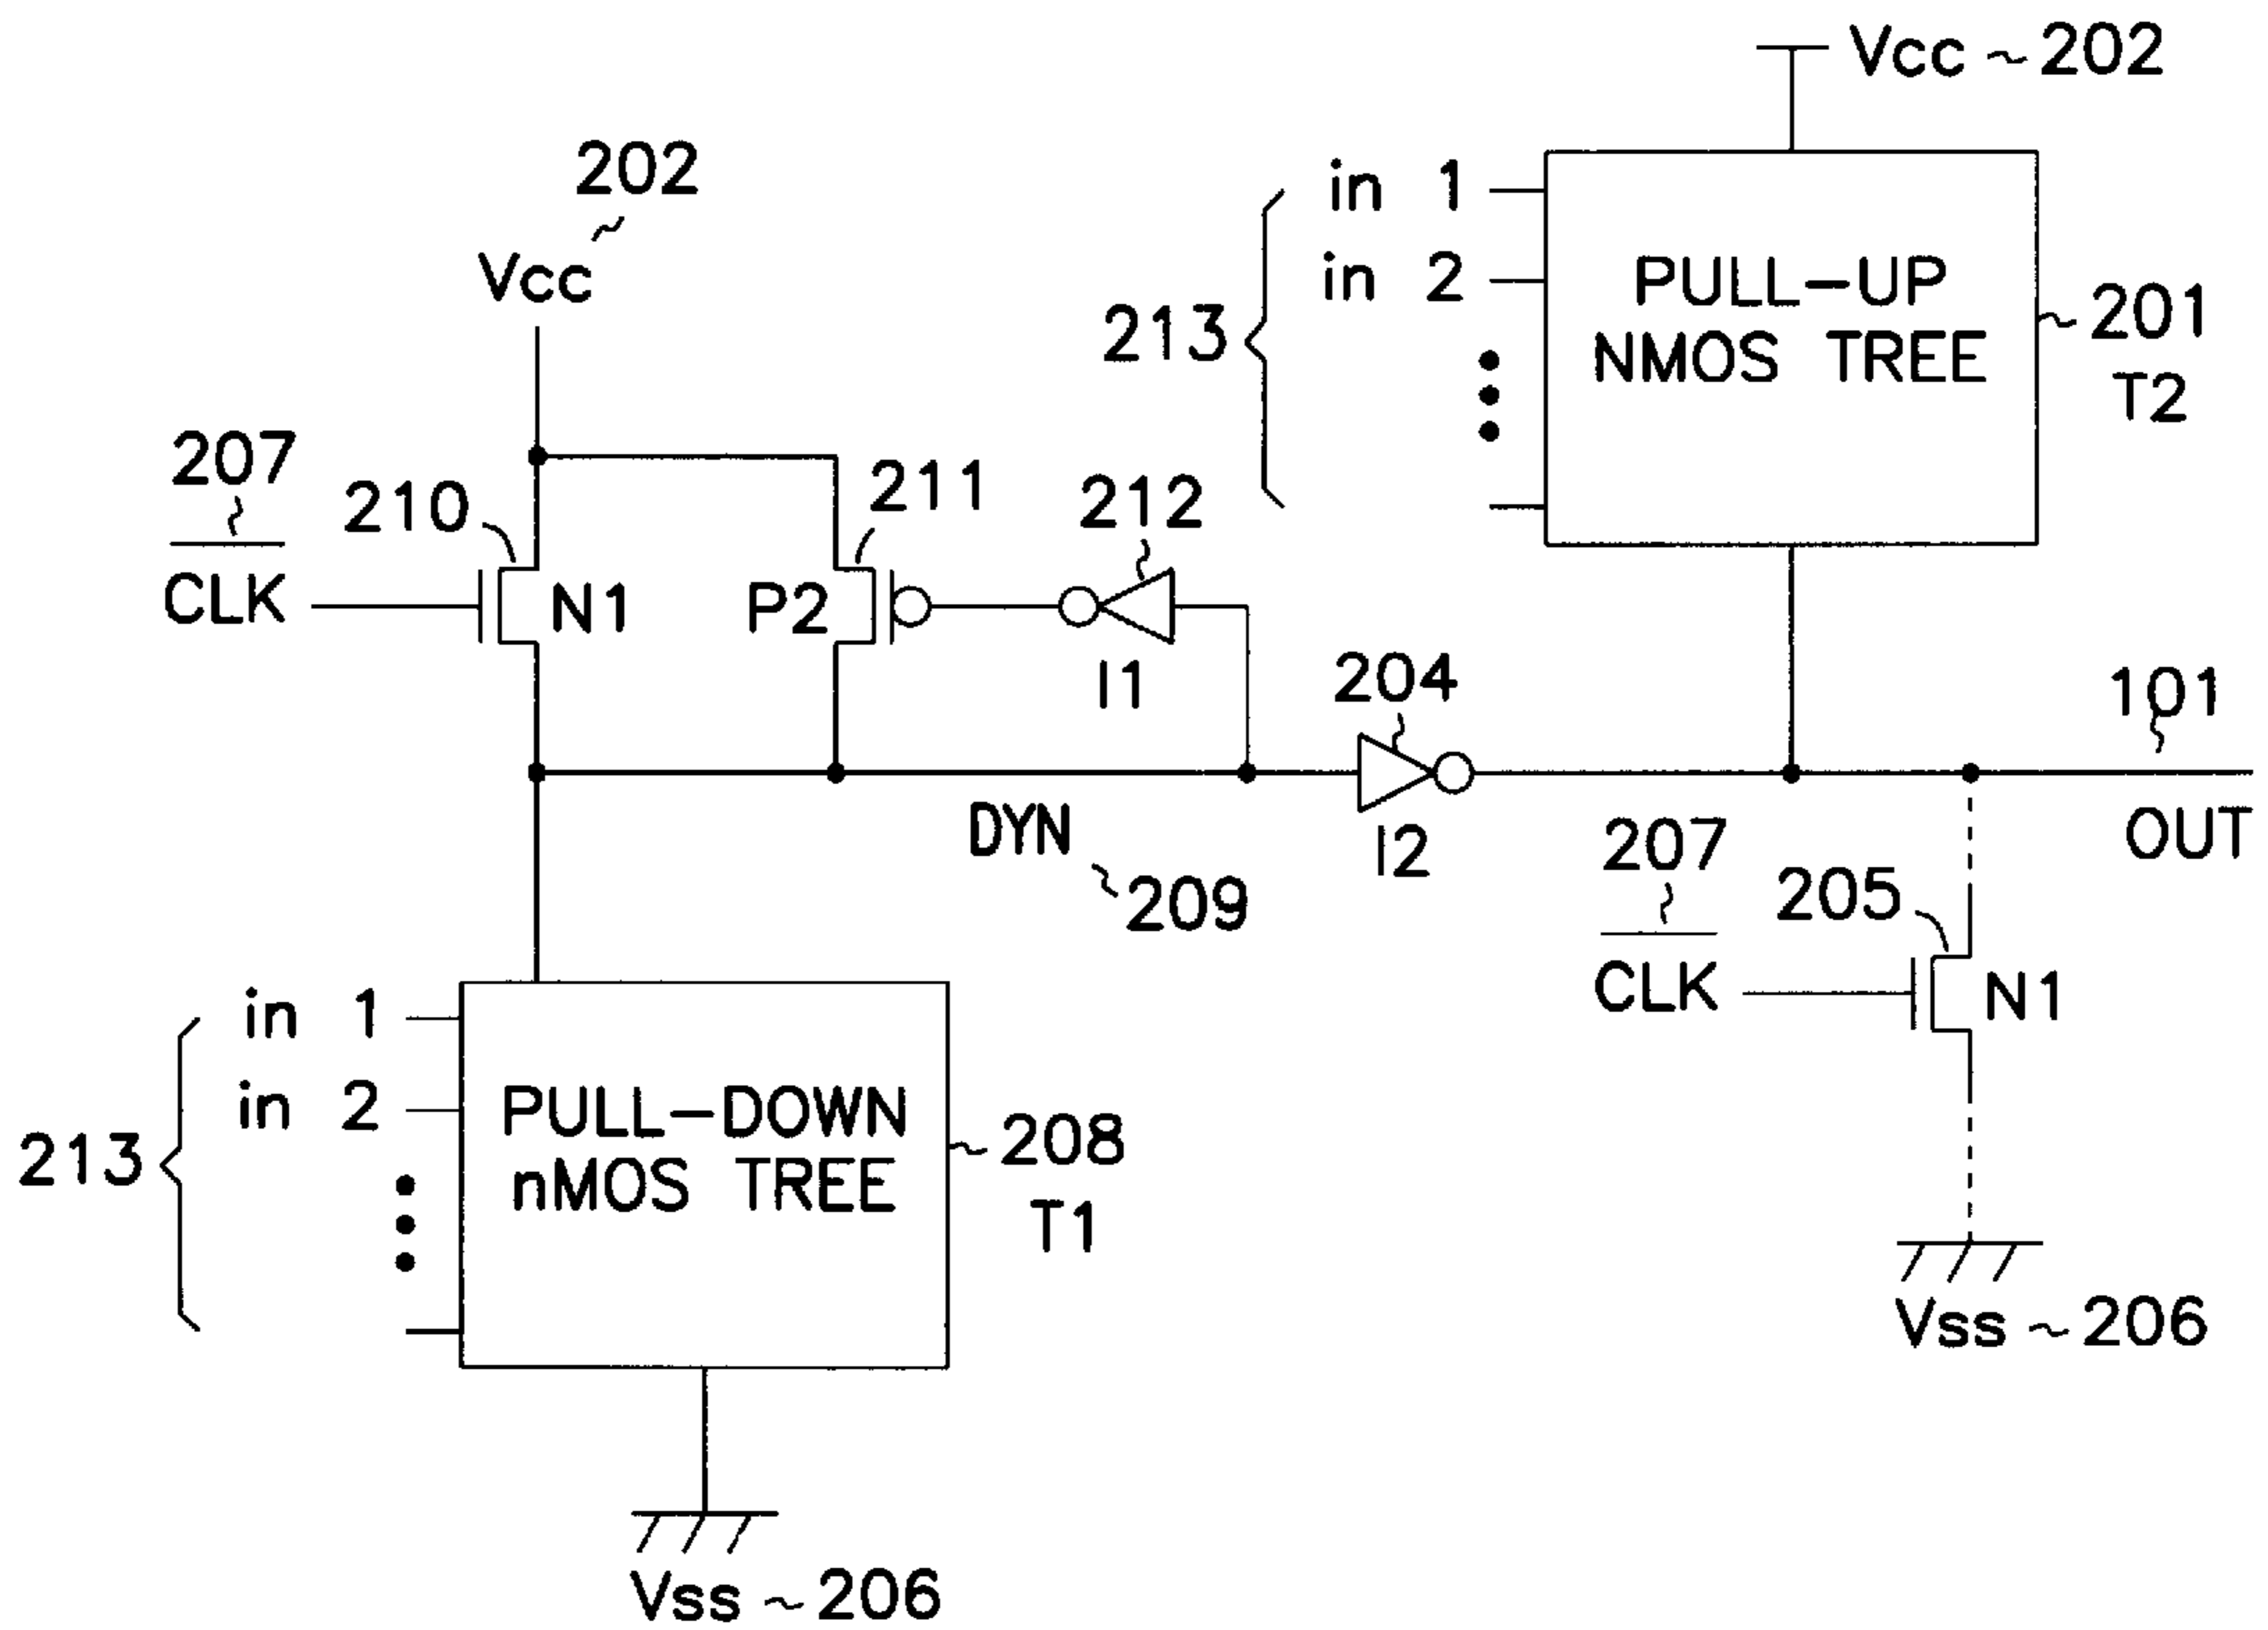 Vcc ~202
202
Vcc
in 1
in 2
213
PULL-UP
NMOS TREE
201
T2
207
CLK
210
N1
211
P2
212
I1
204
I2
101
OUT
DYN
209
207
CLK
205
N1
Vss ~206
in 1
in 2
213
PULL-DOWN
nMOS TREE
208
T1
Vss ~206